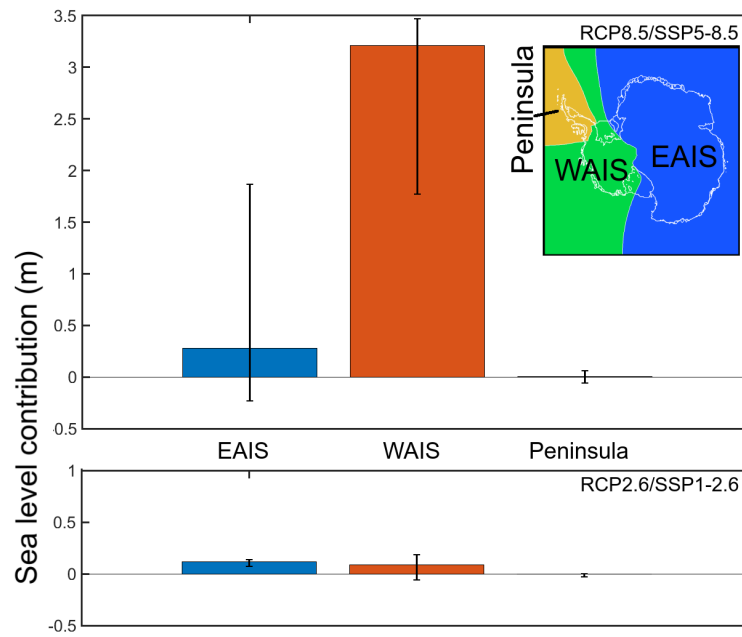 3.5
RCP8.5/SSP5-8.5
3
2.5
2
1.5
1
0.5
0
-0.5
Peninsula
WAIS
EAIS
Sea level contribution (m)
EAIS WAIS Peninsula
1
RCP2.6/SSP1-2.6
0.5
0
-0.5